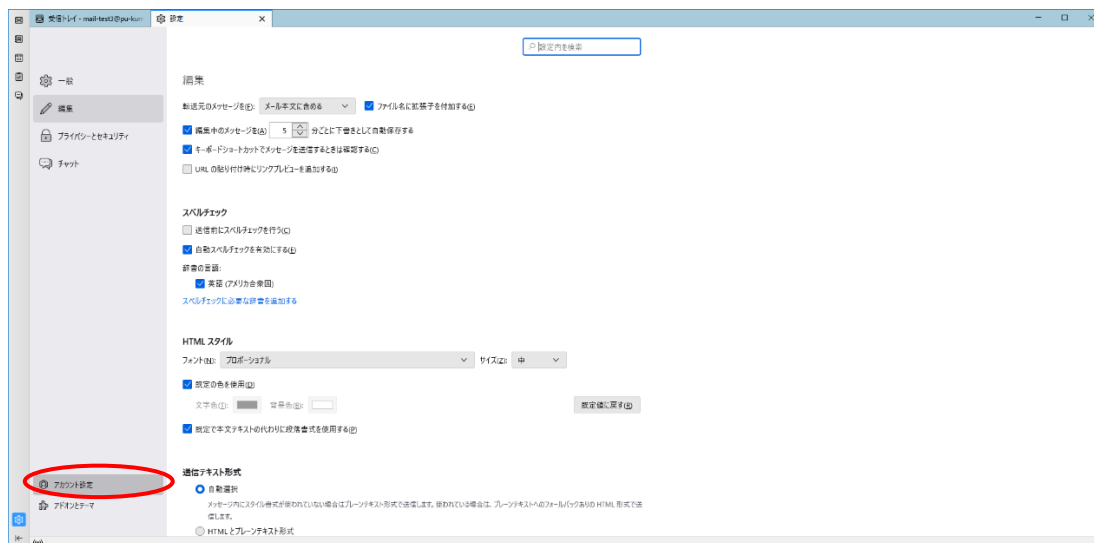 受信トレイ - mail-test3@pu-kum
設定
設定内を検索
一般
編集
プライバシーとセキュリティ
チャット
アカウント設定
アドオンとテーマ
編集
転送元のメッセージを(F): メール本文に含める ファイル名に拡張子を付加する(E)
編集中のメッセージを(A) 5 分ごとに下書きとして自動保存する
キーボードショートカットでメッセージを送信するときは確認する(C)
URL の貼り付け時にリンクプレビューを追加する(I)
スペルチェック
送信前にスペルチェックを行う(C)
自動スペルチェックを有効にする(E)
辞書の言語:
英語 (アメリカ合衆国)
スペルチェックに必要な辞書を追加する
HTML スタイル
フォント(N): プロポーショナル サイズ(Z): 中
既定の色を使用(D)
文字色(T): 背景色(B): 既定値に戻す(R)
既定で本文テキストの代わりに段落書式を使用する(P)
送信テキスト形式
自動選択
メッセージ内にスタイル書式が使われていない場合はプレーンテキスト形式で送信します。使われている場合は、プレーンテキストへのフォールバックありの HTML 形式で送
信します。
HTML とプレーンテキスト形式